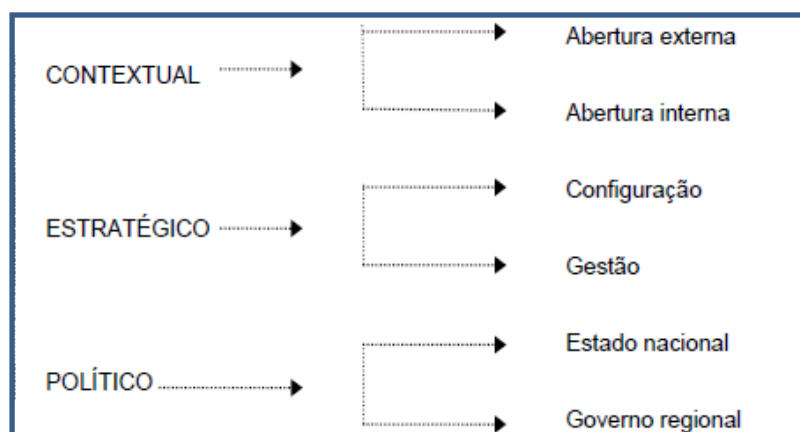 Abertura externa
CONTEXTUAL
Abertura interna
Configuração
ESTRATÉGICO
Gestão
Estado nacional
POLÍTICO
Governo regional